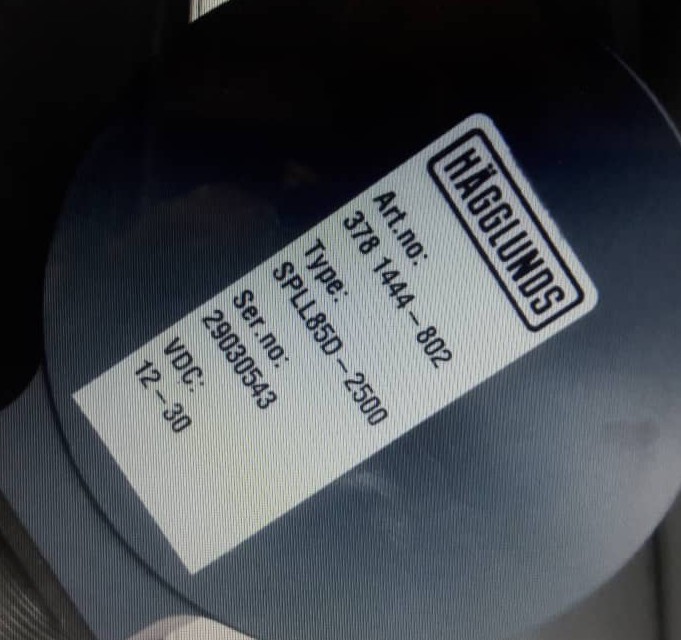 HÄGGLUNDS
Art.no:
378 1444-802
Type:
SPLL85D-2500
Ser.no:
29030543
VDC:
12-30